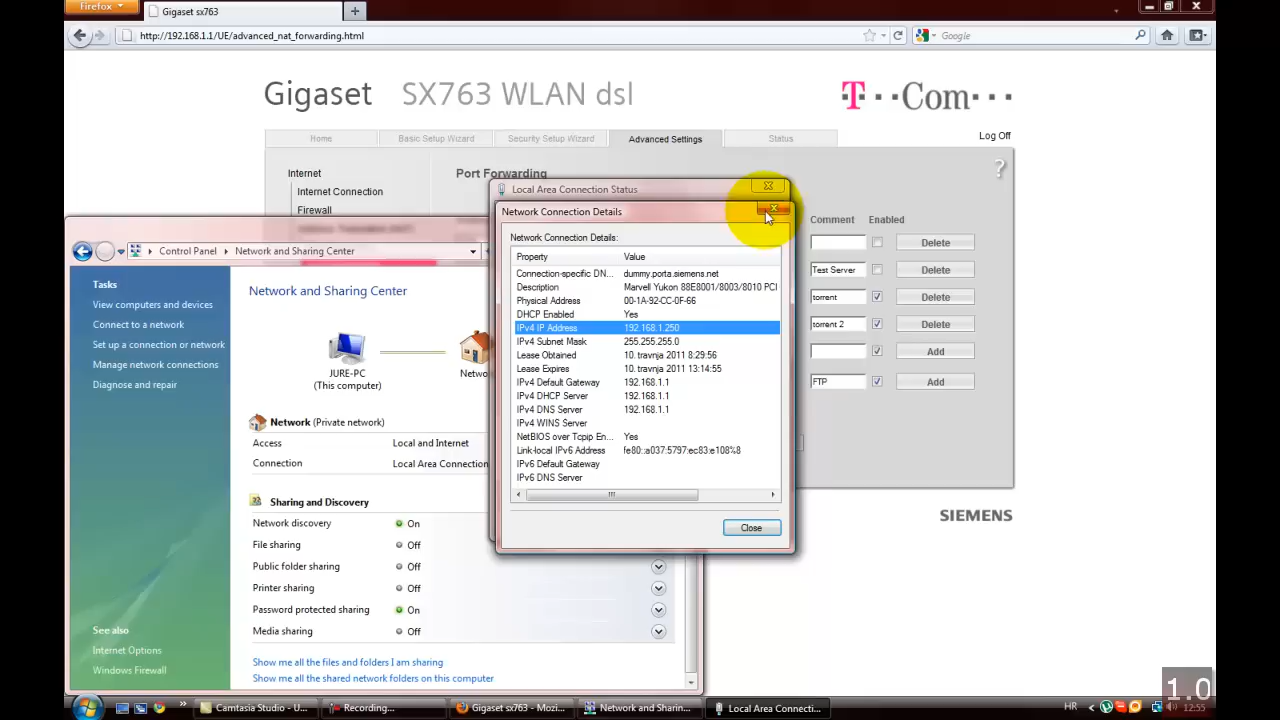 Firefox
Gigaset sx763
http://192.168.1.1/UE/advanced_nat_forwarding.html
Google
Gigaset SX763 WLAN dsl
T··Com···
Home
Basic Setup Wizard
Security Setup Wizard
Advanced Settings
Status
Log Off
Internet
Internet Connection
Firewall
Port Forwarding
?
Comment Enabled
Delete
Test Server Delete
torrent Delete
torrent 2 Delete
Add
FTP Add
SIEMENS
Local Area Connection Status
Network Connection Details
Network Connection Details:
Property Value
Connection-specific DN... dummy.porta.siemens.net
Description Marvell Yukon 88E8001/8003/8010 PCI
Physical Address 00-1A-92-CC-0F-66
DHCP Enabled Yes
IPv4 IP Address 192.168.1.250
IPv4 Subnet Mask 255.255.255.0
Lease Obtained 10. travnja 2011 8:29:56
Lease Expires 10. travnja 2011 13:14:55
IPv4 Default Gateway 192.168.1.1
IPv4 DHCP Server 192.168.1.1
IPv4 DNS Server 192.168.1.1
IPv4 WINS Server
NetBIOS over Tcpip En... Yes
Link-local IPv6 Address fe80::a037:5797:ec83:e108%8
IPv6 Default Gateway
IPv6 DNS Server
Close
Control Panel Network and Sharing Center
Tasks
View computers and devices
Connect to a network
Set up a connection or network
Manage network connections
Diagnose and repair
See also
Internet Options
Windows Firewall
Network and Sharing Center
JURE-PC
(This computer)
Netwo
Network (Private network)
Access Local and Internet
Connection Local Area Connection
Sharing and Discovery
Network discovery On
File sharing Off
Public folder sharing Off
Printer sharing Off
Password protected sharing On
Media sharing Off
Show me all the files and folders I am sharing
Show me all the shared network folders on this computer
Camtasia Studio - U...
Recording...
Gigaset sx763 - Mozi...
Network and Sharin...
Local Area Connecti...
HR
12:55
1.0